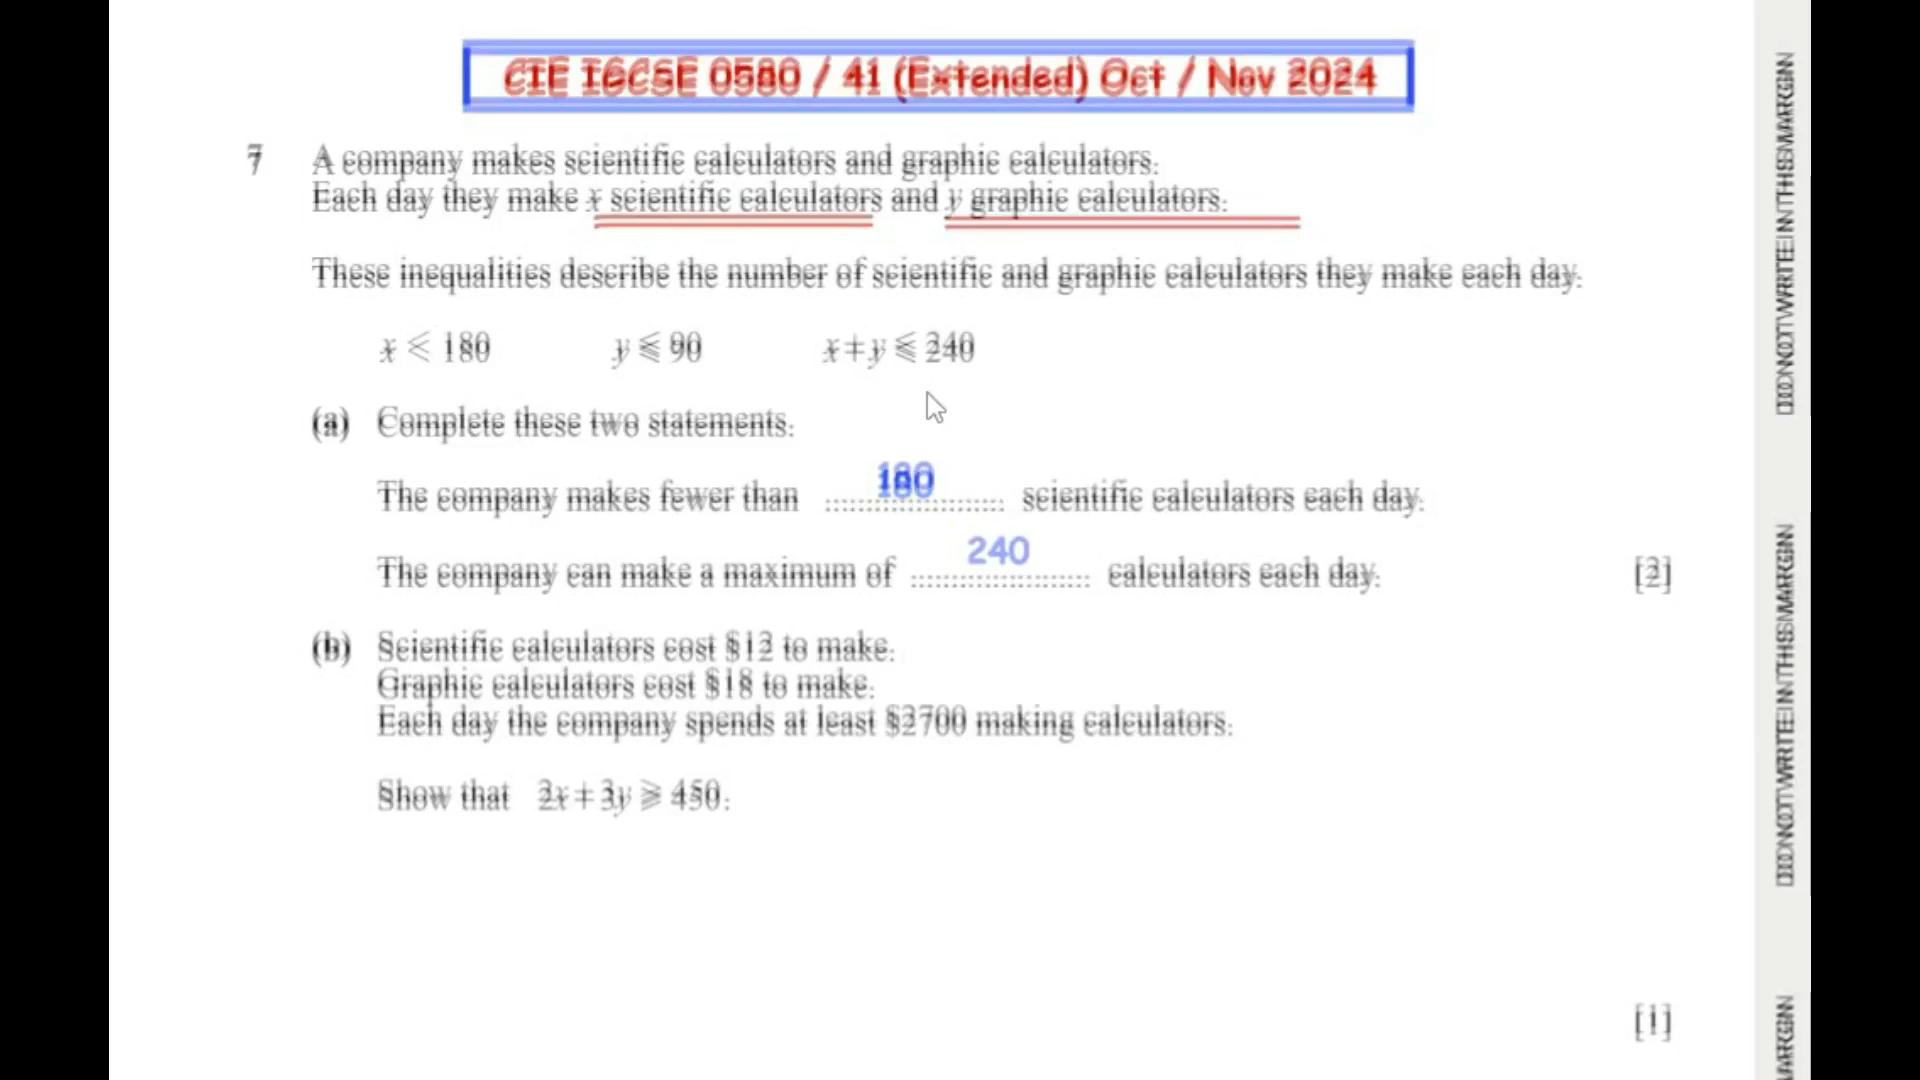 CIE IGCSE 0580 / 41 (Extended) Oct / Nov 2024
7 A company makes scientific calculators and graphic calculators.
Each day they make x scientific calculators and y graphic calculators.
These inequalities describe the number of scientific and graphic calculators they make each day.
x < 180 y ⩽ 90 x + y ⩽ 240
(a) Complete these two statements.
The company makes fewer than 180 scientific calculators each day.
The company can make a maximum of 240 calculators each day. [2]
(b) Scientific calculators cost $12 to make.
Graphic calculators cost $18 to make.
Each day the company spends at least $2700 making calculators.
Show that 2x + 3y ⩾ 450.
[1]
DO NOT WRITE IN THIS MARGIN
DO NOT WRITE IN THIS MARGIN
MARGIN